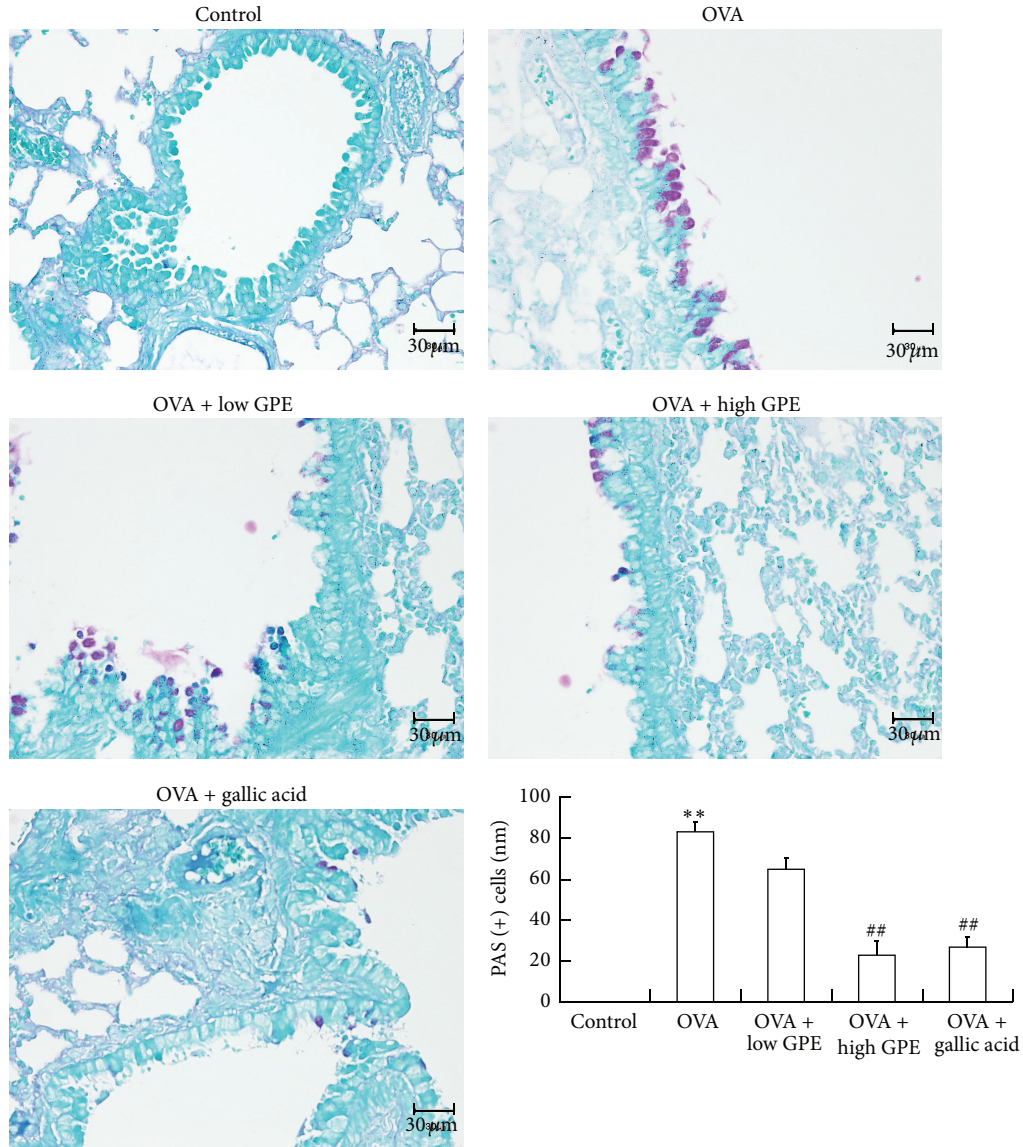 Control
OVA
30 μm
30 μm
OVA + low GPE
OVA + high GPE
30 μm
30 μm
OVA + gallic acid
30 μm
100
80
60
40
20
0
PAS (+) cells (nm)
**
##
##
Control
OVA
OVA +
low GPE
OVA +
high GPE
OVA +
gallic acid